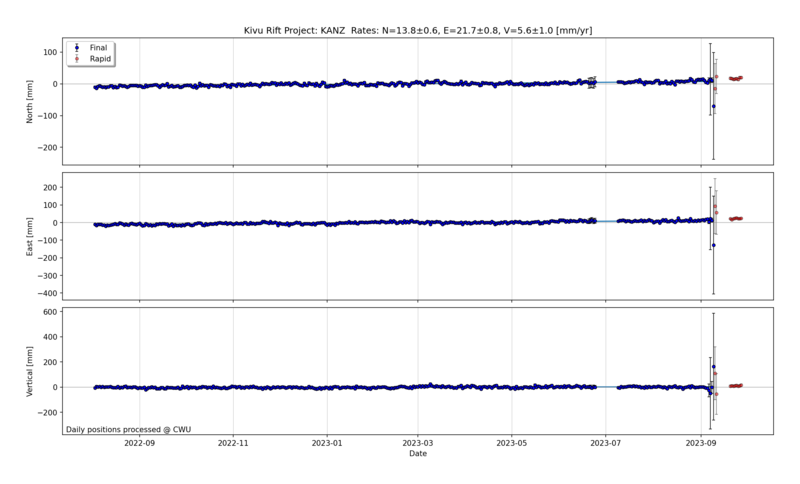 Kivu Rift Project: KANZ  Rates: N=13.8±0.6, E=21.7±0.8, V=5.6±1.0 [mm/yr]
Final
Rapid
100
0
−100
−200
North [mm]
200
100
0
−100
−200
−300
−400
East [mm]
600
400
200
0
−200
Vertical [mm]
Daily positions processed @ CWU
2022-09 2022-11 2023-01 2023-03 2023-05 2023-07 2023-09
Date